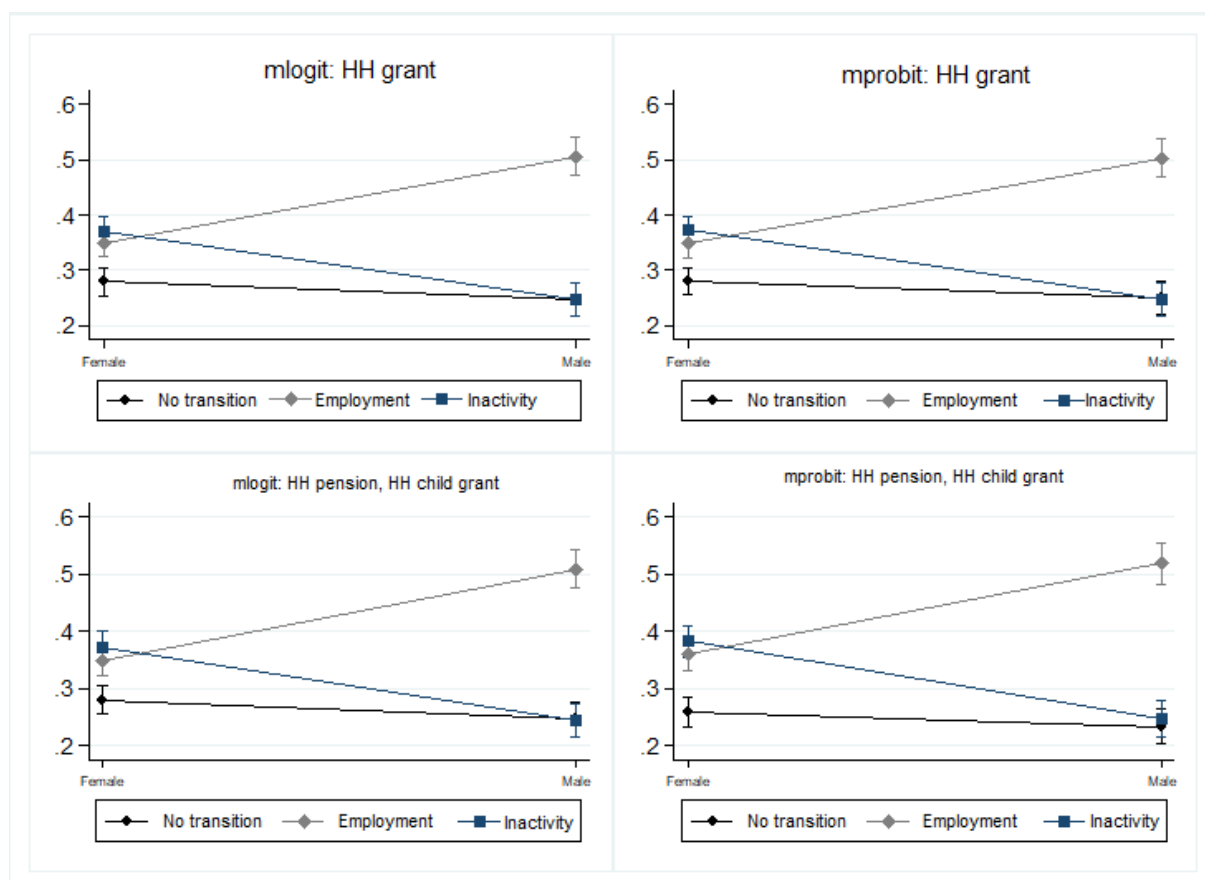 mlogit: HH grant
.6
.5
.4
.3
.2
Female Male
No transition Employment Inactivity
mprobit: HH grant
.6
.5
.4
.3
.2
Female Male
No transition Employment Inactivity
mlogit: HH pension, HH child grant
.6
.5
.4
.3
.2
Female Male
No transition Employment Inactivity
mprobit: HH pension, HH child grant
.6
.5
.4
.3
.2
Female Male
No transition Employment Inactivity